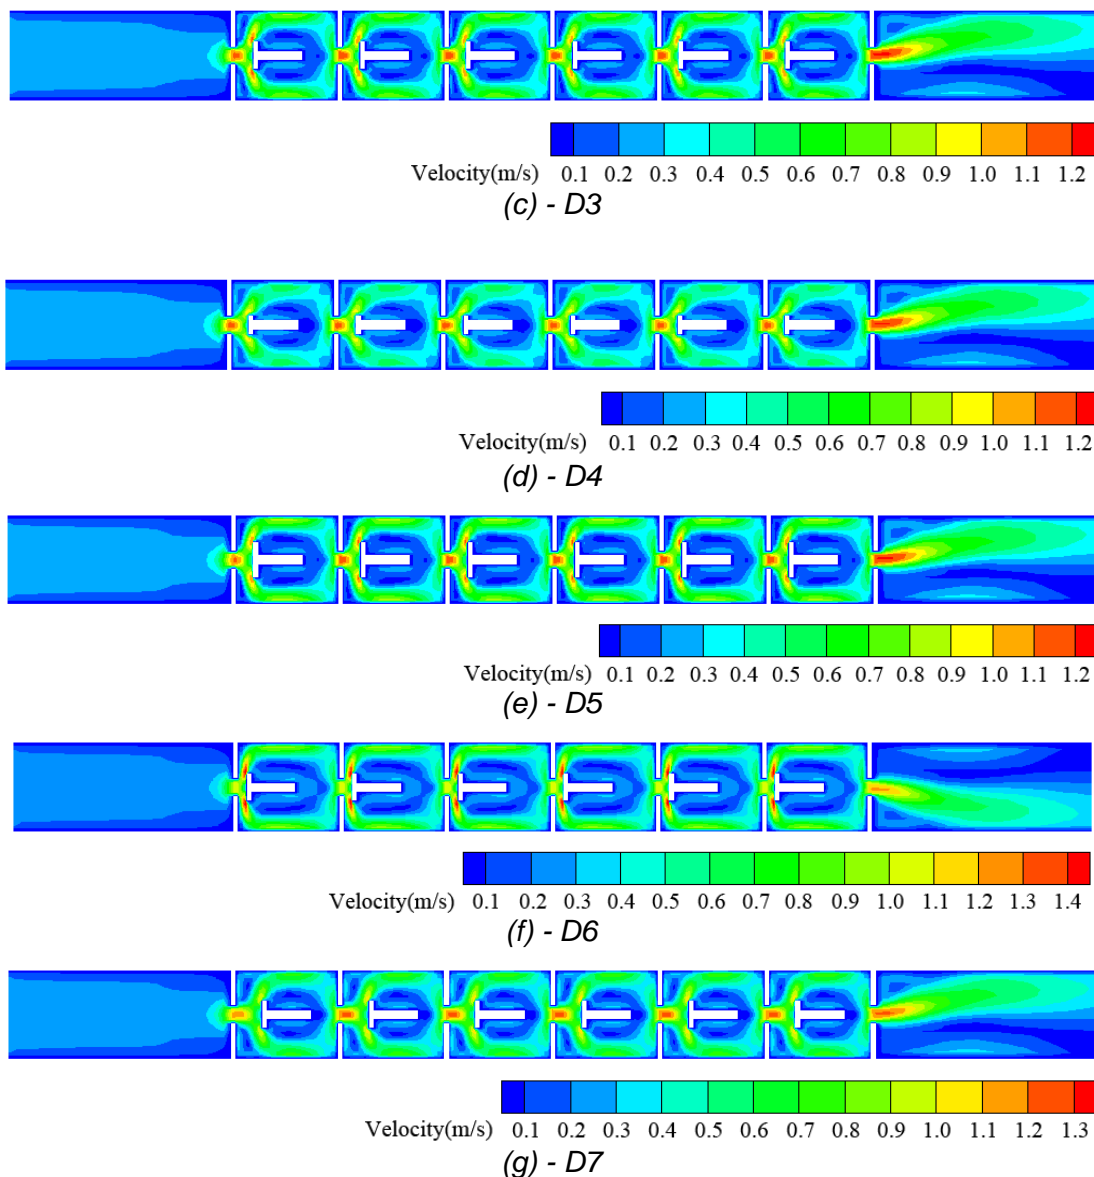 Velocity(m/s) 0.1 0.2 0.3 0.4 0.5 0.6 0.7 0.8 0.9 1.0 1.1 1.2
(c) - D3
Velocity(m/s) 0.1 0.2 0.3 0.4 0.5 0.6 0.7 0.8 0.9 1.0 1.1 1.2
(d) - D4
Velocity(m/s) 0.1 0.2 0.3 0.4 0.5 0.6 0.7 0.8 0.9 1.0 1.1 1.2
(e) - D5
Velocity(m/s) 0.1 0.2 0.3 0.4 0.5 0.6 0.7 0.8 0.9 1.0 1.1 1.2 1.3 1.4
(f) - D6
Velocity(m/s) 0.1 0.2 0.3 0.4 0.5 0.6 0.7 0.8 0.9 1.0 1.1 1.2 1.3
(g) - D7